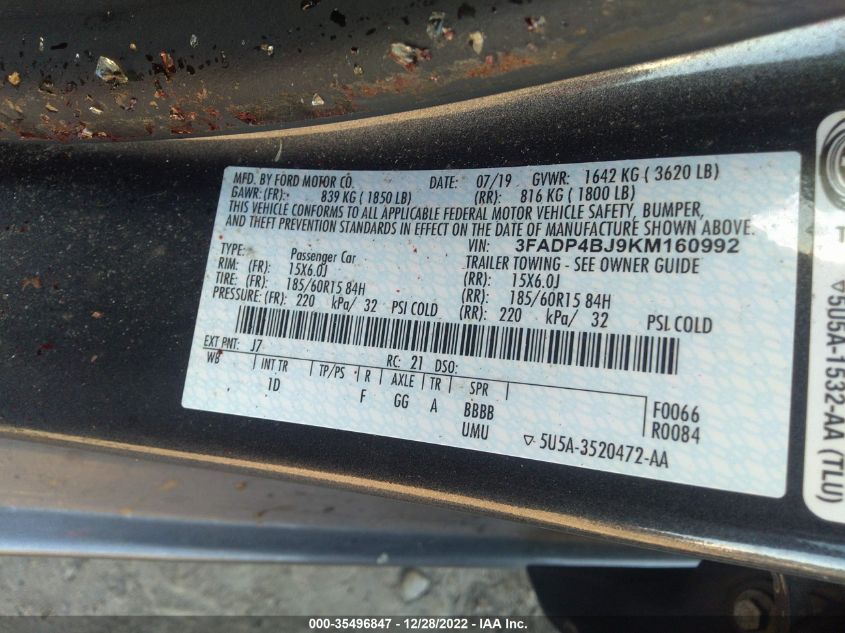 MFD. BY FORD MOTOR CO. DATE: 07/19 GVWR: 1642 KG ( 3620 LB)
GAWR: (FR): 839 KG ( 1850 LB) (RR): 816 KG ( 1800 LB)
THIS VEHICLE CONFORMS TO ALL APPLICABLE FEDERAL MOTOR VEHICLE SAFETY, BUMPER,
AND THEFT PREVENTION STANDARDS IN EFFECT ON THE DATE OF MANUFACTURE SHOWN ABOVE.
VIN: 3FADP4BJ9KM160992
TYPE: Passenger Car TRAILER TOWING - SEE OWNER GUIDE
RIM: (FR): 15X6.0J (RR): 15X6.0J
TIRE: (FR): 185/60R15 84H (RR): 185/60R15 84H
PRESSURE: (FR): 220 kPa/ 32 PSI COLD (RR): 220 kPa/ 32 PSI COLD
EXT PNT: J7 RC: 21 DSO:
WB INT TR TP/PS R AXLE TR SPR
1D F GG A BBBB F0066
UMU R0084
5U5A-3520472-AA
5U5A-1532-AA (TLU)
000-35496847 - 12/28/2022 - IAA Inc.